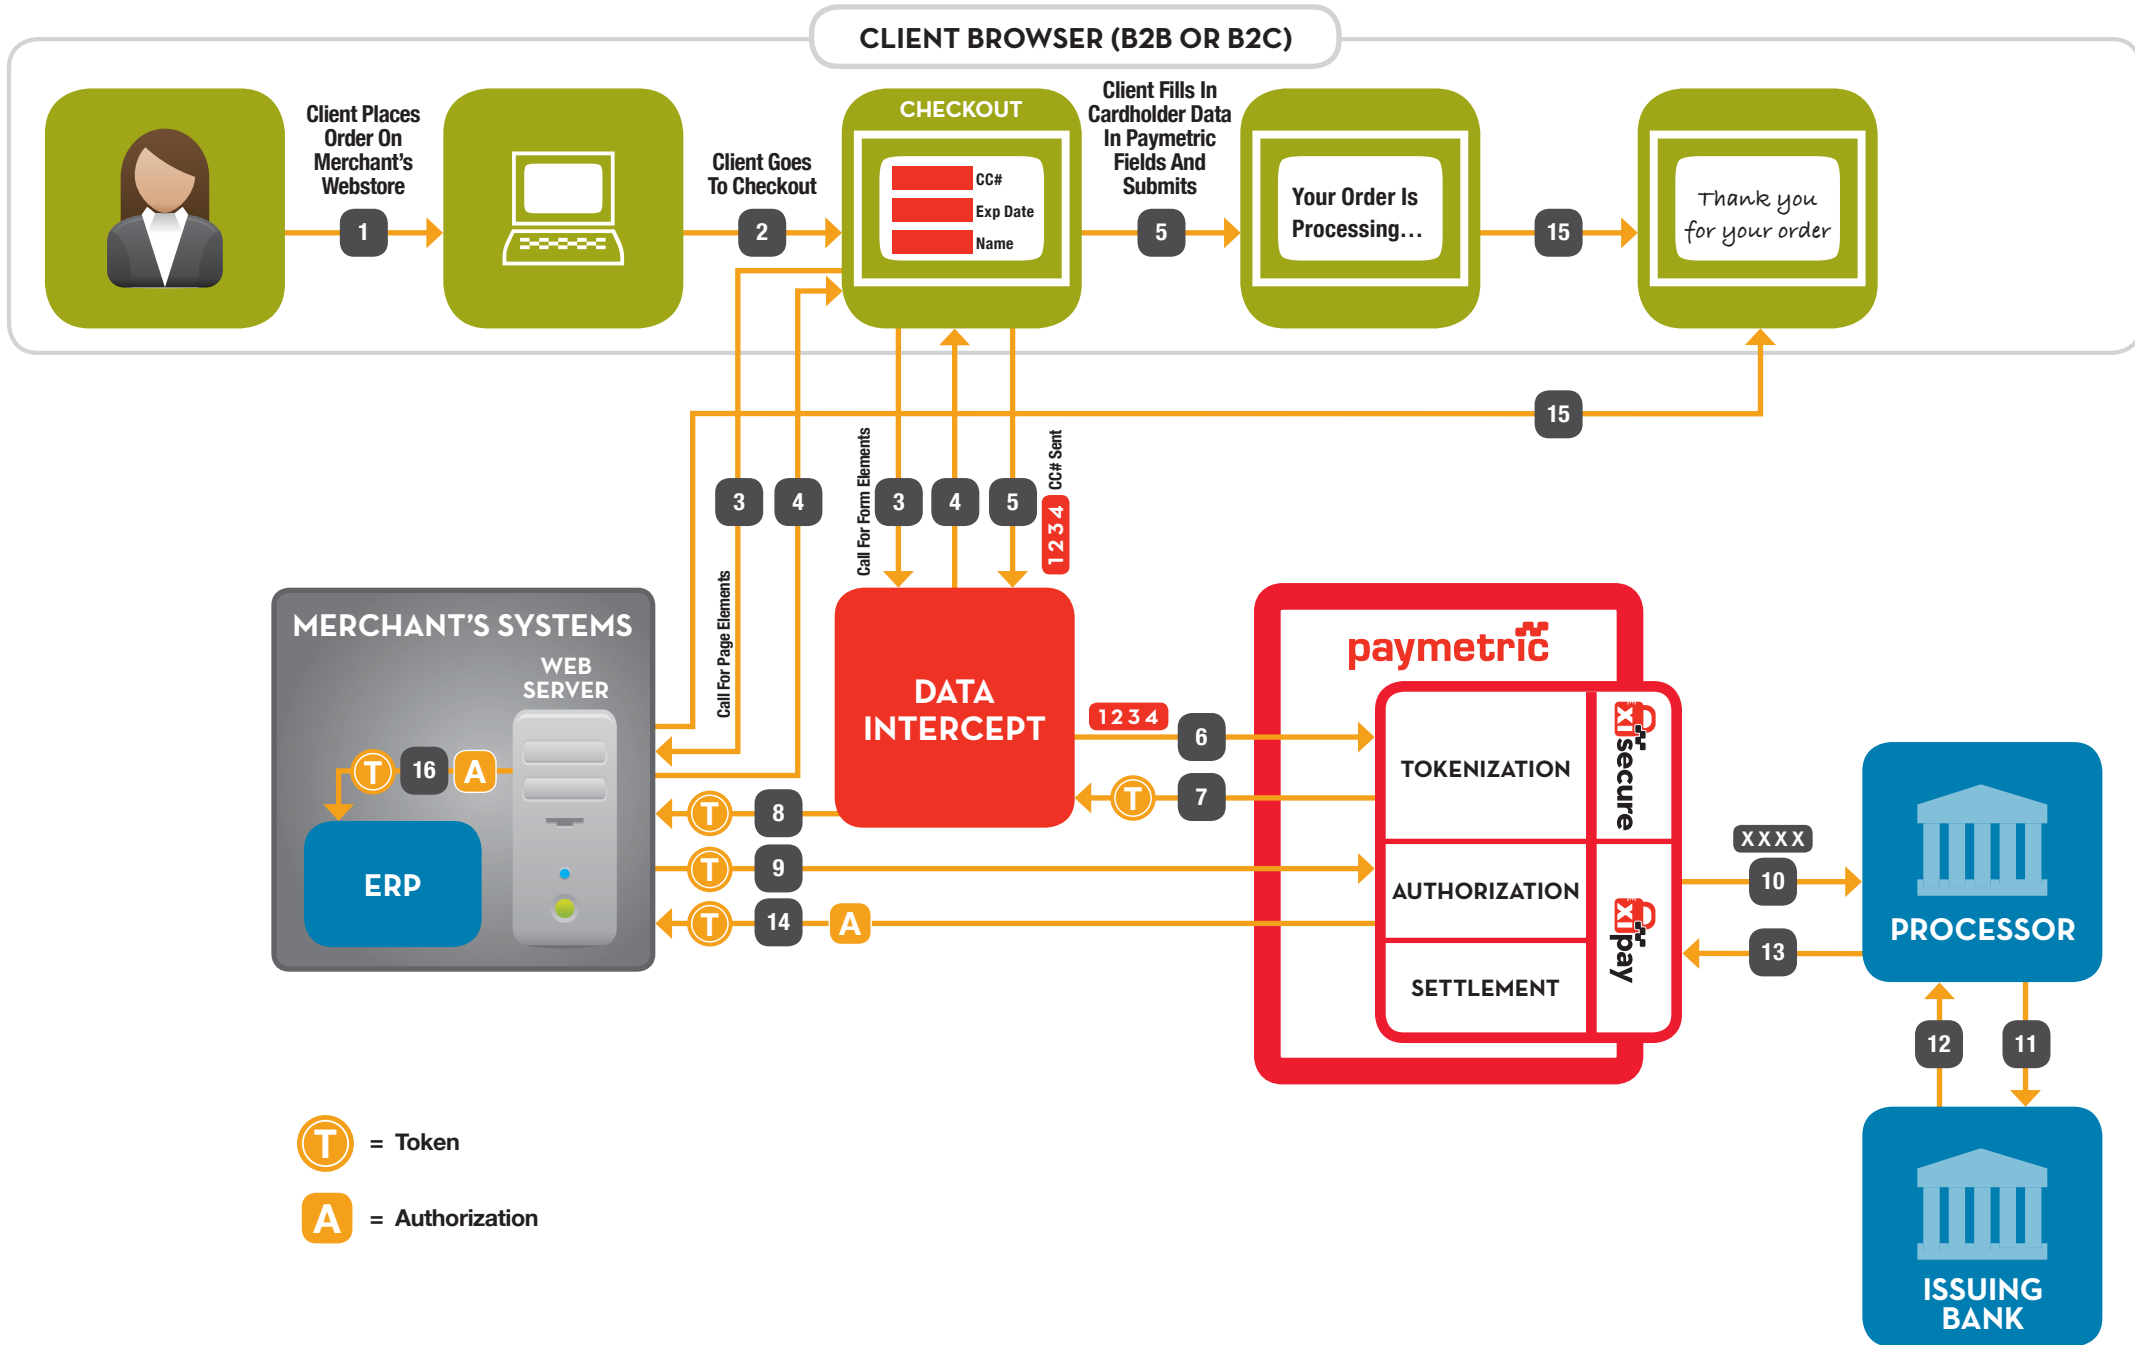 CLIENT BROWSER (B2B OR B2C)
Client Places
Order On
Merchant's
Webstore
1
Client Goes
To Checkout
2
CHECKOUT
CC#
Exp Date
Name
Client Fills In
Cardholder Data
In Paymetric
Fields And
Submits
5
Your Order Is
Processing...
15
Thank you
for your order
15
3
Call For Page Elements
4
Call For Form Elements
3
4
5
1234 CC# Sent
MERCHANT'S SYSTEMS
WEB
SERVER
T 16 A
ERP
DATA
INTERCEPT
1234
6
T 7
T 8
T 9
T 14 A
paymetric
TOKENIZATION
AUTHORIZATION
SETTLEMENT
XI secure
XI pay
XXXX
10
13
PROCESSOR
12
11
ISSUING
BANK
T = Token
A = Authorization